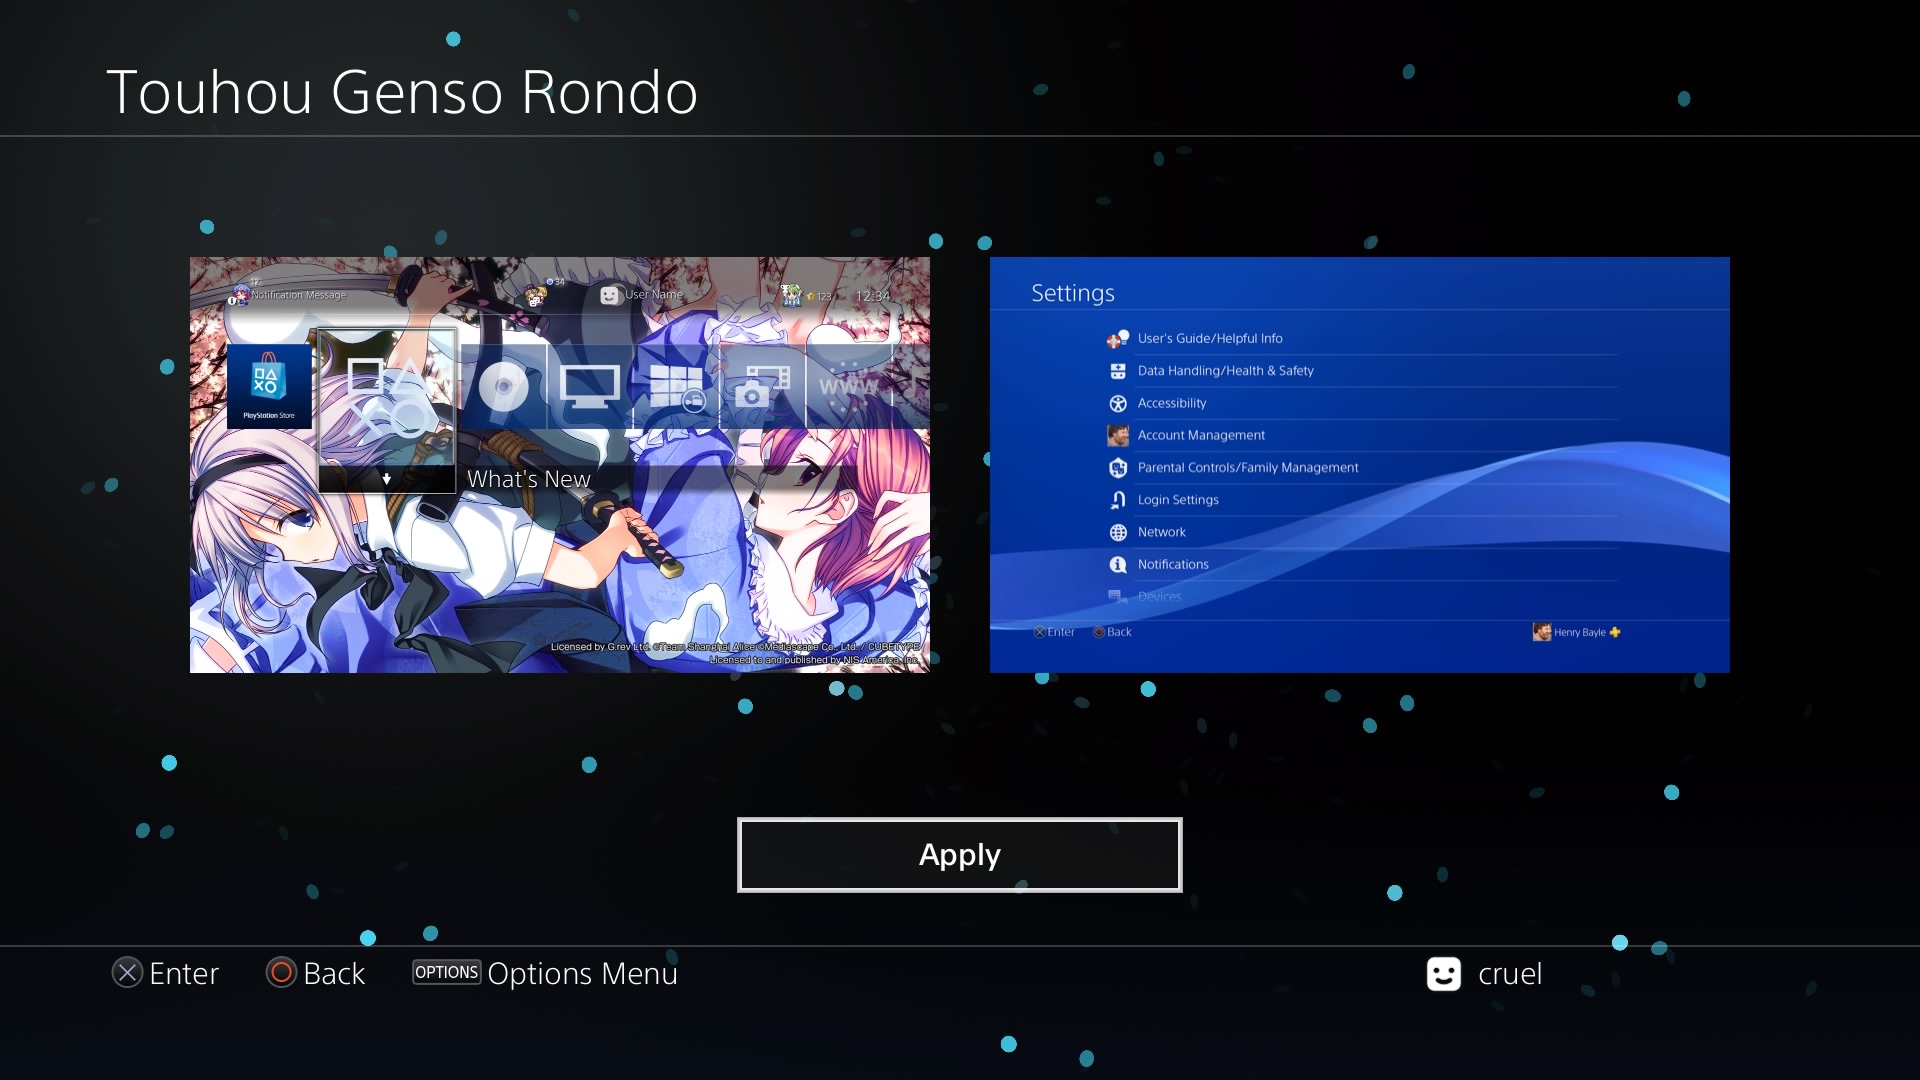 Touhou Genso Rondo
12
Notification Message
34
User Name
123
12:34
PlayStation Store
WWW
What's New
Licensed by G.rev Ltd. ©Team Shanghai Alice ©Mediascape Co., Ltd. / CUBETYPE /
Licensed to and published by NIS America, Inc.
Settings
User's Guide/Helpful Info
Data Handling/Health & Safety
Accessibility
Account Management
Parental Controls/Family Management
Login Settings
Network
Notifications
Devices
Enter
Back
Henry Bayle
Apply
Enter
Back
OPTIONS Options Menu
cruel